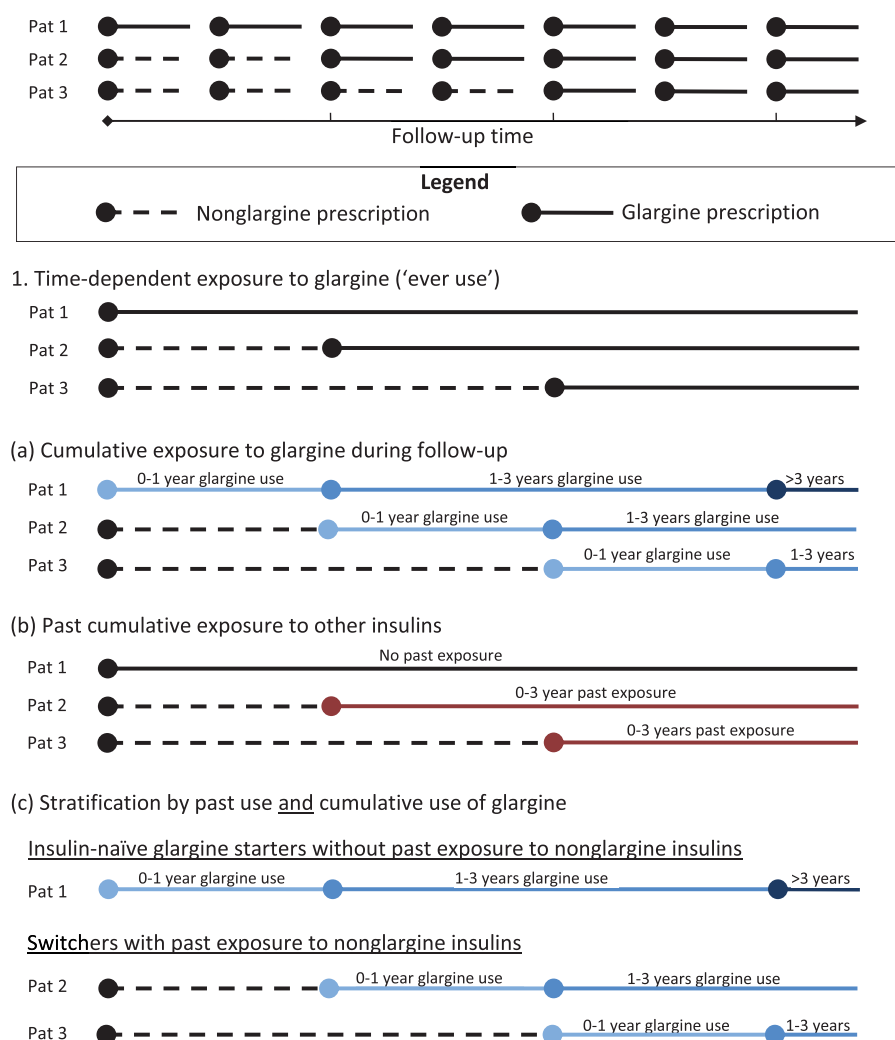 Pat 1
Pat 2
Pat 3
Follow-up time
Legend
Nonglargine prescription Glargine prescription
1. Time-dependent exposure to glargine (‘ever use’)
Pat 1
Pat 2
Pat 3
(a) Cumulative exposure to glargine during follow-up
Pat 1 0-1 year glargine use 1-3 years glargine use >3 years
Pat 2 0-1 year glargine use 1-3 years glargine use
Pat 3 0-1 year glargine use 1-3 years
(b) Past cumulative exposure to other insulins
Pat 1 No past exposure
Pat 2 0-3 year past exposure
Pat 3 0-3 years past exposure
(c) Stratification by past use and cumulative use of glargine
Insulin-naïve glargine starters without past exposure to nonglargine insulins
Pat 1 0-1 year glargine use 1-3 years glargine use >3 years
Switchers with past exposure to nonglargine insulins
Pat 2 0-1 year glargine use 1-3 years glargine use
Pat 3 0-1 year glargine use 1-3 years